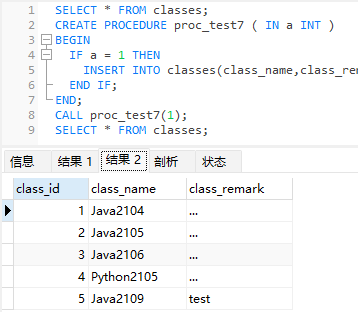 1 SELECT * FROM classes;
2 CREATE PROCEDURE proc_test7 ( IN a INT )
3 BEGIN
4 IF a = 1 THEN
5 INSERT INTO classes(class_name,class_rem
6 END IF;
7 END;
8 CALL proc_test7(1);
9 SELECT * FROM classes;
信息 结果 1 结果 2 剖析 状态
class_id class_name class_remark
1 Java2104 ...
2 Java2105 ...
3 Java2106 ...
4 Python2105 ...
5 Java2109 test